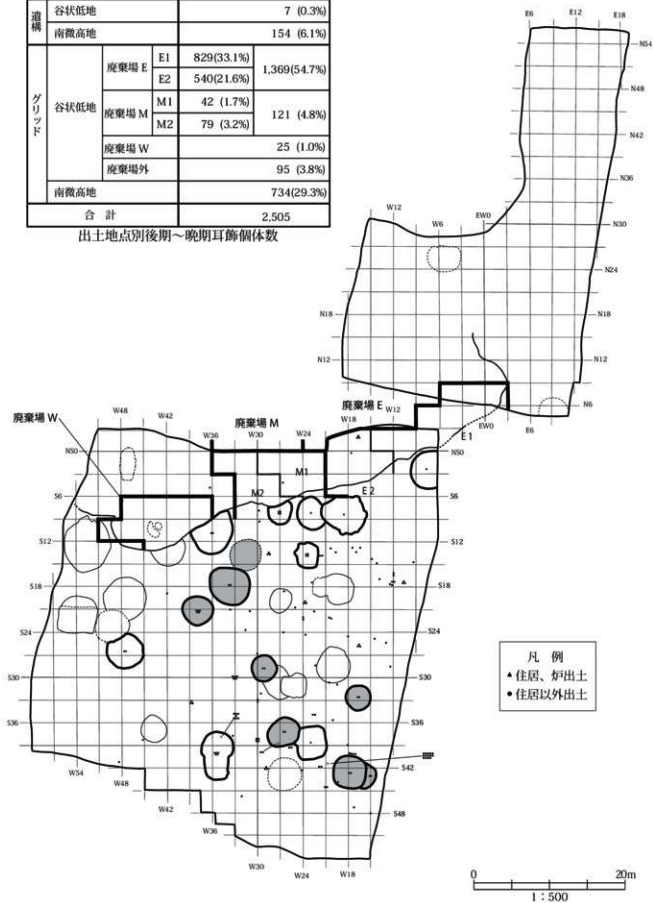 遺構 谷状低地 7 (0.3%)
南微高地 154 (6.1%)
グリッド 谷状低地 廃棄場 E E1 829(33.1%) 1,369(54.7%)
E2 540(21.6%)
廃棄場 M M1 42 (1.7%) 121 (4.8%)
M2 79 (3.2%)
廃棄場 W 25 (1.0%)
廃棄場外 95 (3.8%)
南微高地 734(29.3%)
合 計 2,505
出土地点別後期～晩期耳飾個体数
E6 E12 E18
N54
N48
N42
N36
W12 W6 EW0 N30
N24
N18 N18
N12 N12
N6
EW0 E6
廃棄場 W
廃棄場 M
廃棄場 E
W48 W42 W36 W30 W24 W18 W12
E1
N50 N50
M1
M2 E 2
S6 S6
S12 S12
S18 S18
S24 S24
S30 S30
S36 S36
S42
S48
W54 W48 W42 W36 W30 W24 W18
凡 例
▲ 住居、炉出土
● 住居以外出土
0 20m
1 : 500